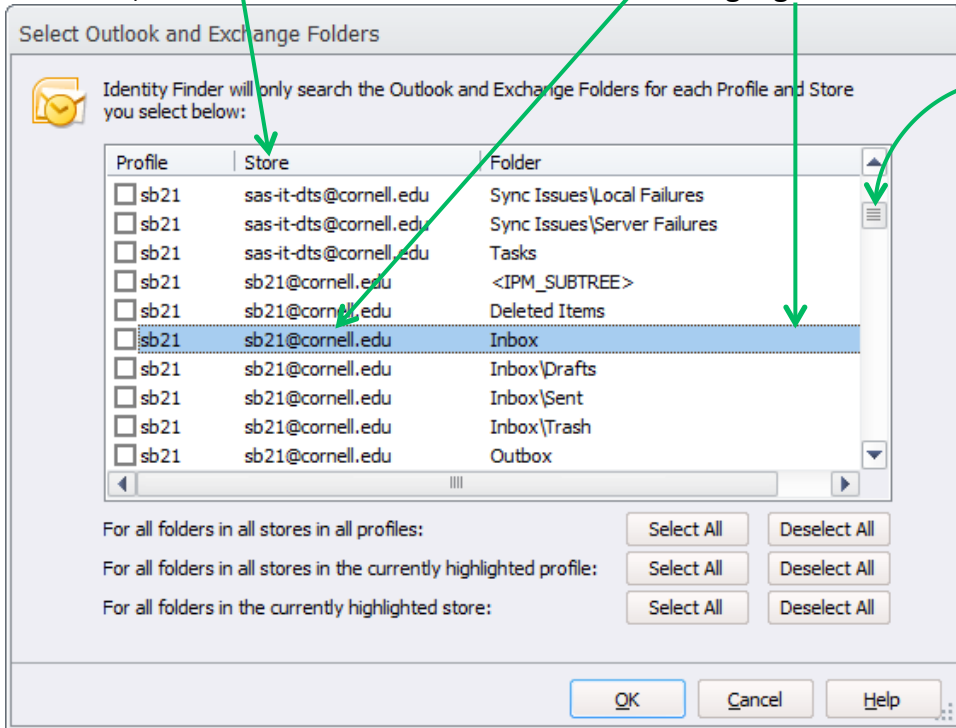 Select Outlook and Exchange Folders
Identity Finder will only search the Outlook and Exchange Folders for each Profile and Store
you select below:
Profile Store Folder
sb21 sas-it-dts@cornell.edu Sync Issues\Local Failures
sb21 sas-it-dts@cornell.edu Sync Issues\Server Failures
sb21 sas-it-dts@cornell.edu Tasks
sb21 sb21@cornell.edu <IPM_SUBTREE>
sb21 sb21@cornell.edu Deleted Items
sb21 sb21@cornell.edu Inbox
sb21 sb21@cornell.edu Inbox\Drafts
sb21 sb21@cornell.edu Inbox\Sent
sb21 sb21@cornell.edu Inbox\Trash
sb21 sb21@cornell.edu Outbox
For all folders in all stores in all profiles: Select All Deselect All
For all folders in all stores in the currently highlighted profile: Select All Deselect All
For all folders in the currently highlighted store: Select All Deselect All
OK Cancel Help